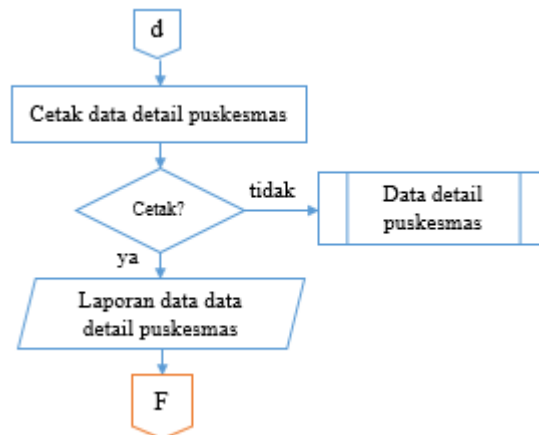 d
Cetak data detail puskesmas
Cetak?
tidak
Data detail
puskesmas
ya
Laporan data data
detail puskesmas
F